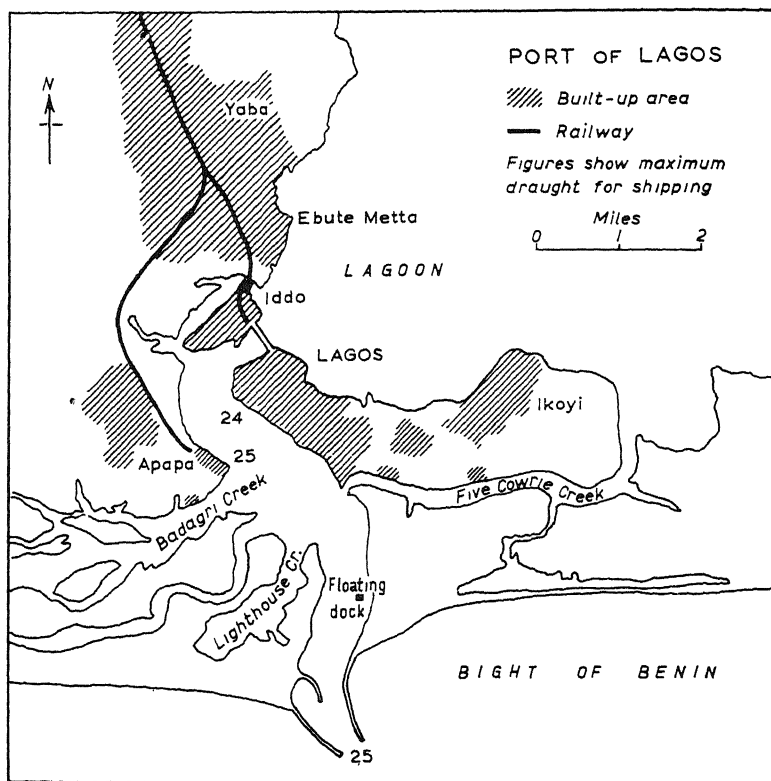 PORT OF LAGOS
Built-up area
Railway
Figures show maximum
draught for shipping
Miles
0 1 2
N
Yaba
Ebute Metta
LAGOON
Iddo
LAGOS
Ikoyi
24
25
Apapa
Badagri Creek
Five Cowrie Creek
Lighthouse Cr.
Floating
dock
BIGHT OF BENIN
25